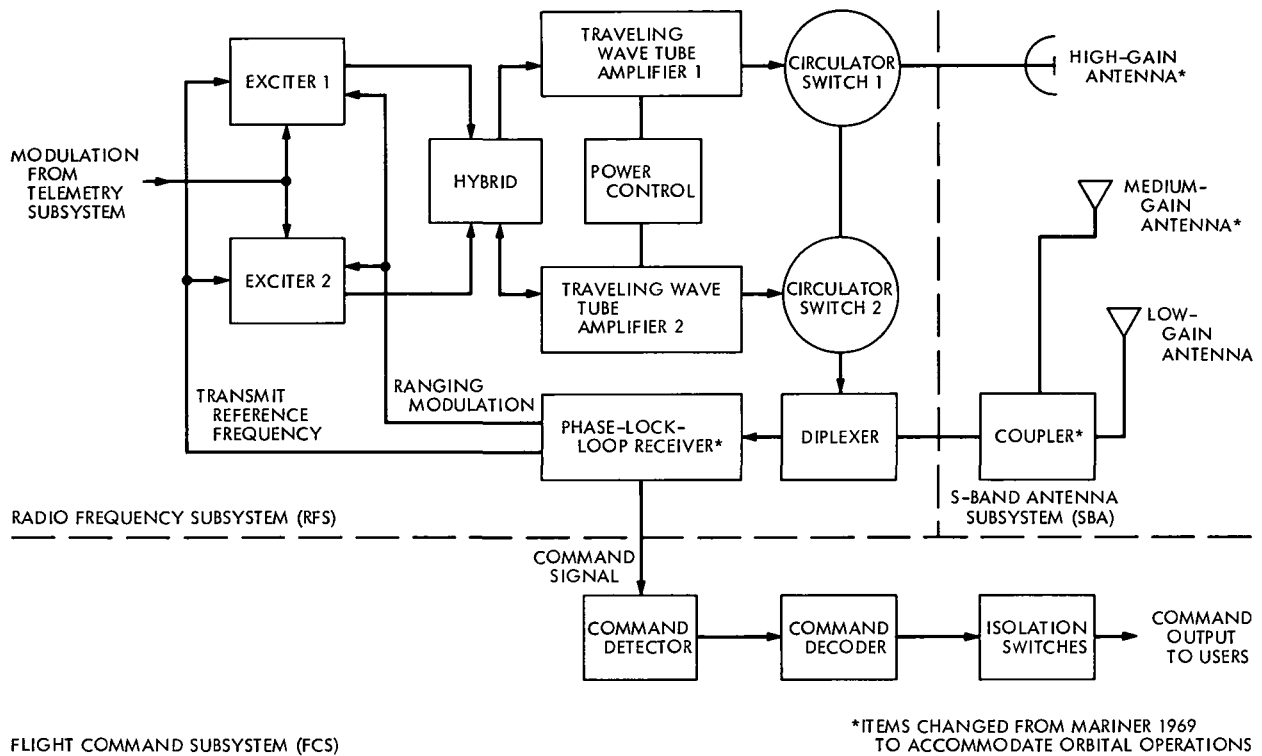 TRAVELING
WAVE TUBE
AMPLIFIER 1
CIRCULATOR
SWITCH 1
HIGH-GAIN
ANTENNA*
EXCITER 1
MODULATION
FROM
TELEMETRY
SUBSYSTEM
HYBRID
POWER
CONTROL
MEDIUM-
GAIN
ANTENNA*
EXCITER 2
TRAVELING WAVE
TUBE
AMPLIFIER 2
CIRCULATOR
SWITCH 2
LOW-
GAIN
ANTENNA
TRANSMIT
REFERENCE
FREQUENCY
RANGING
MODULATION
PHASE-LOCK-
LOOP RECEIVER*
DIPLEXER
COUPLER*
RADIO FREQUENCY SUBSYSTEM (RFS)
S-BAND ANTENNA
SUBSYSTEM (SBA)
COMMAND
SIGNAL
COMMAND
DETECTOR
COMMAND
DECODER
ISOLATION
SWITCHES
COMMAND
OUTPUT
TO USERS
FLIGHT COMMAND SUBSYSTEM (FCS)
*ITEMS CHANGED FROM MARINER 1969
TO ACCOMMODATE ORBITAL OPERATIONS